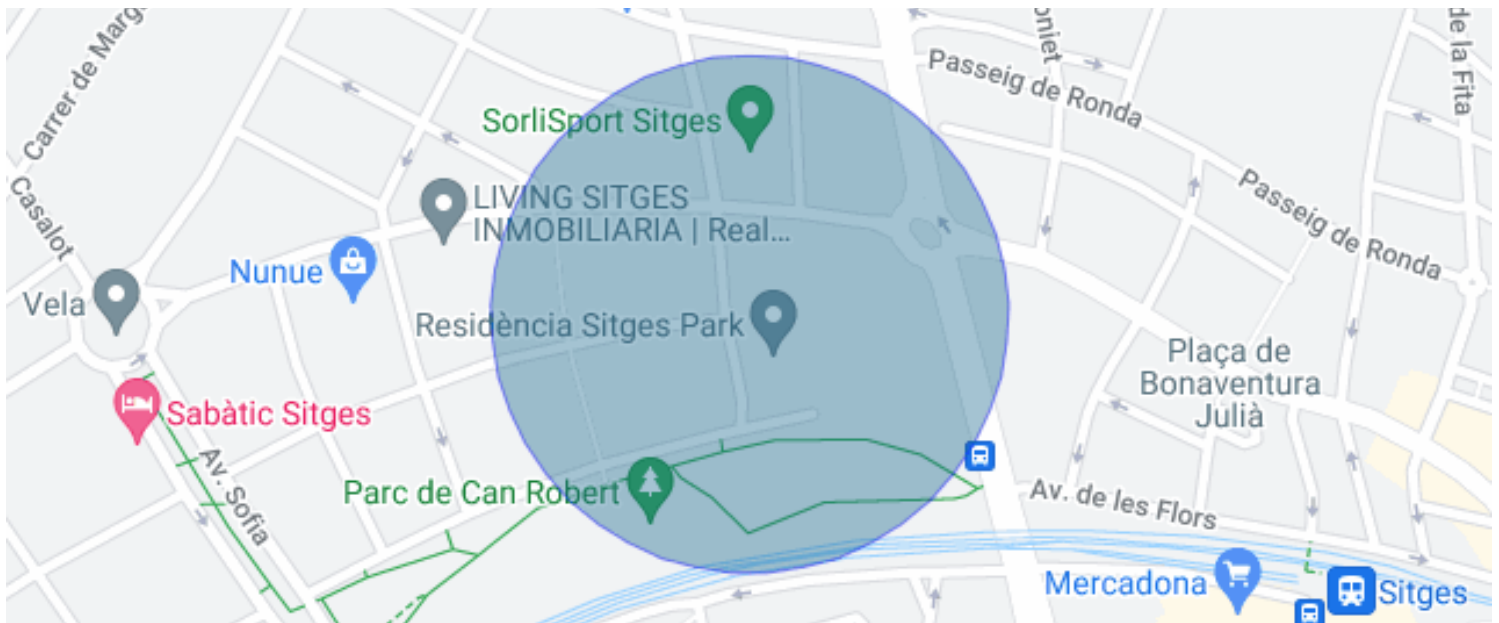 Carrer de Marg
Casalot
oniet
de la Fita
Passeig de Ronda
SorliSport Sitges
Passeig de Ronda
LIVING SITGES
INMOBILIARIA | Real...
Nunue
Vela
Residència Sitges Park
Plaça de
Bonaventura
Julià
Sabàtic Sitges
Av. Sofia
Parc de Can Robert
Av. de les Flors
Mercadona
Sitges